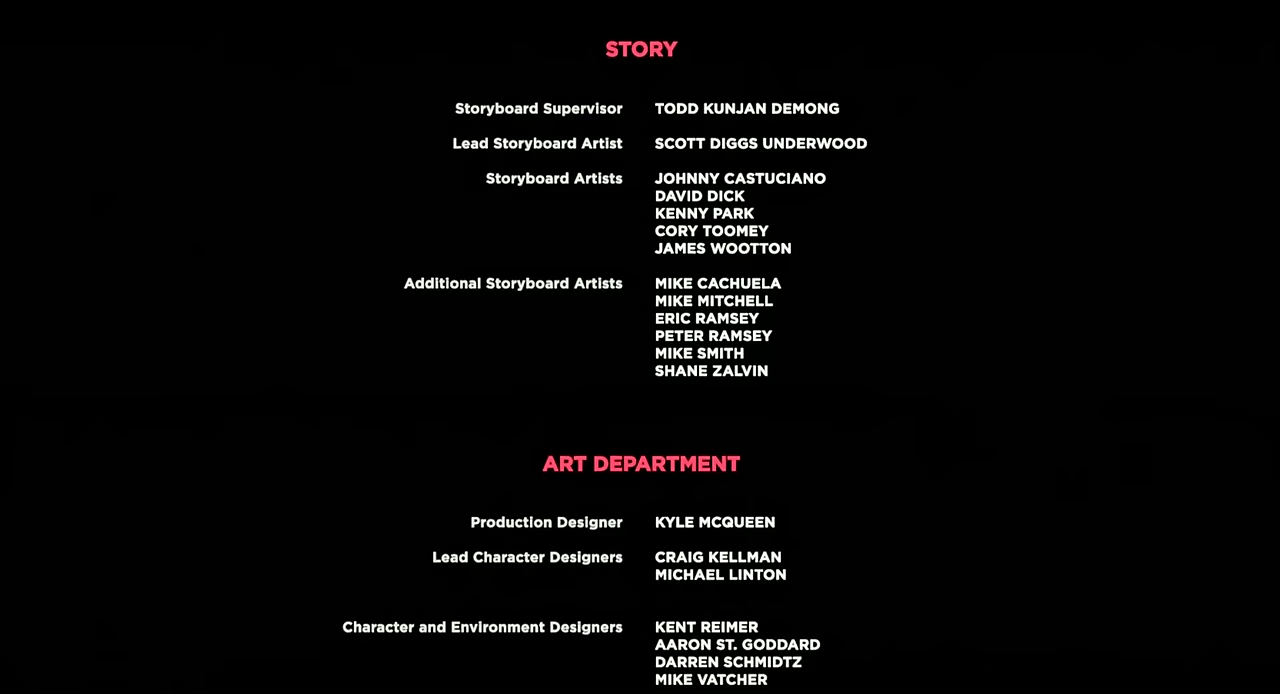 STORY
Storyboard Supervisor TODD KUNJAN DEMONG
Lead Storyboard Artist SCOTT DIGGS UNDERWOOD
Storyboard Artists JOHNNY CASTUCIANO
DAVID DICK
KENNY PARK
CORY TOOMEY
JAMES WOOTTON
Additional Storyboard Artists MIKE CACHUELA
MIKE MITCHELL
ERIC RAMSEY
PETER RAMSEY
MIKE SMITH
SHANE ZALVIN
ART DEPARTMENT
Production Designer KYLE MCQUEEN
Lead Character Designers CRAIG KELLMAN
MICHAEL LINTON
Character and Environment Designers KENT REIMER
AARON ST. GODDARD
DARREN SCHMIDTZ
MIKE VATCHER